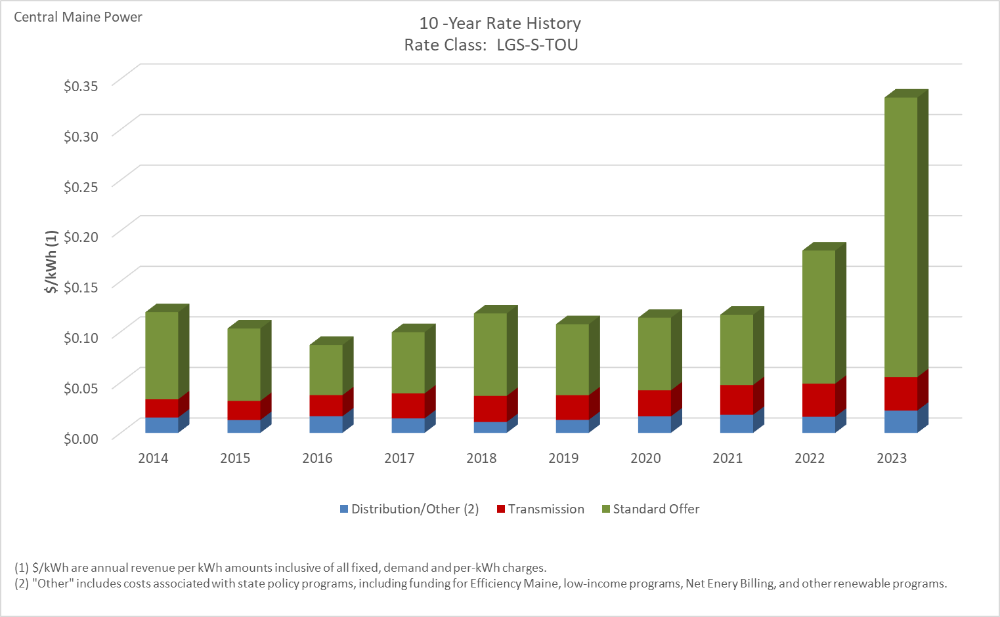 Central Maine Power
10 -Year Rate History
Rate Class:  LGS-S-TOU
$/kWh (1)
$0.35
$0.30
$0.25
$0.20
$0.15
$0.10
$0.05
$0.00
2014 2015 2016 2017 2018 2019 2020 2021 2022 2023
Distribution/Other (2) Transmission Standard Offer
(1) $/kWh are annual revenue per kWh amounts inclusive of all fixed, demand and per-kWh charges.
(2) "Other" includes costs associated with state policy programs, including funding for Efficiency Maine, low-income programs, Net Enery Billing, and other renewable programs.